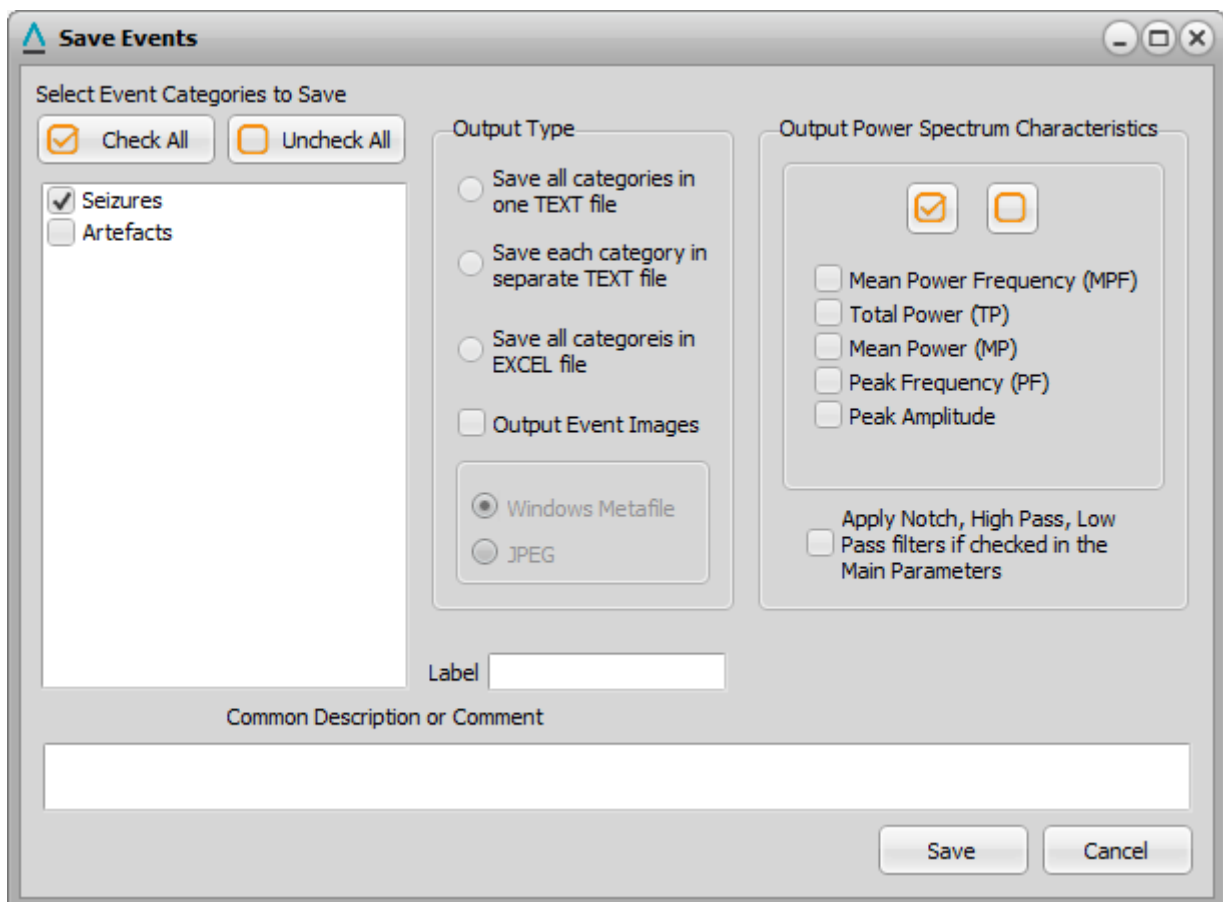 Save Events
Select Event Categories to Save
Check All
Uncheck All
Seizures
Artefacts
Output Type
Save all categories in
one TEXT file
Save each category in
separate TEXT file
Save all categoreis in
EXCEL file
Output Event Images
Windows Metafile
JPEG
Output Power Spectrum Characteristics
Mean Power Frequency (MPF)
Total Power (TP)
Mean Power (MP)
Peak Frequency (PF)
Peak Amplitude
Apply Notch, High Pass, Low
Pass filters if checked in the
Main Parameters
Label
Common Description or Comment
Save
Cancel